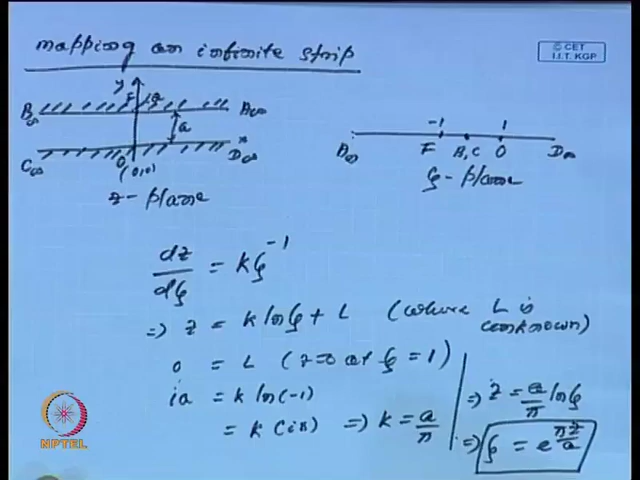 mapping an infinite strip
© CET
I.I.T. KGP
y
F ia
B∞ A∞
a
C∞ O D∞ x
(0,0)
z - plane
-1 1
A∞ F B,C O D∞
ζ - plane
dz/dζ = kζ^-1
=> z = k ln ζ + L (where L is unknown)
0 = L (z=0 at ζ = 1)
ia = k ln(-1)
= k (iπ) => k = a/π
=> z = a/π ln ζ
=> ζ = e^(πz/a)
NPTEL